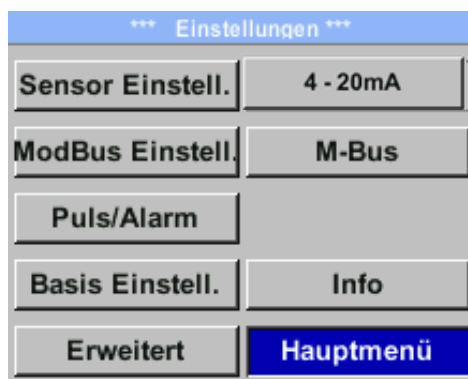 *** Einstellungen ***
Sensor Einstell.
4 - 20mA
ModBus Einstell.
M-Bus
Puls/Alarm
Basis Einstell.
Info
Erweitert
Hauptmenü